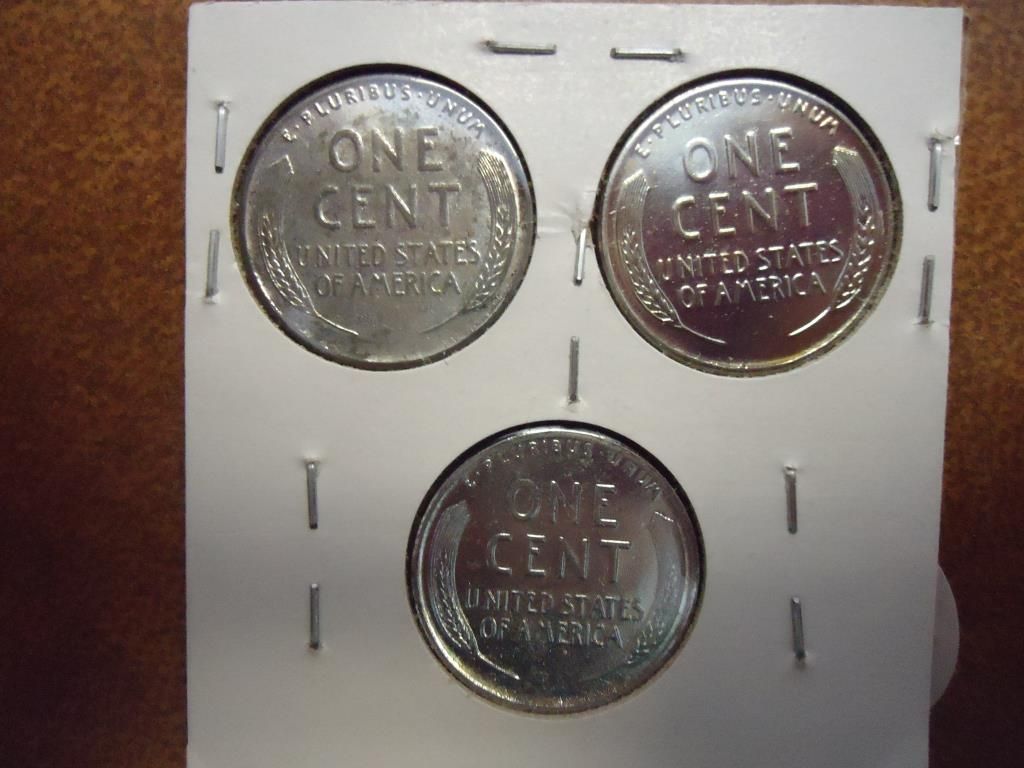 E·PLURIBUS·UNUM
ONE
CENT
UNITED STATES
OF AMERICA
E·PLURIBUS·UNUM
ONE
CENT
UNITED STATES
OF AMERICA
E·PLURIBUS·UNUM
ONE
CENT
UNITED STATES
OF AMERICA